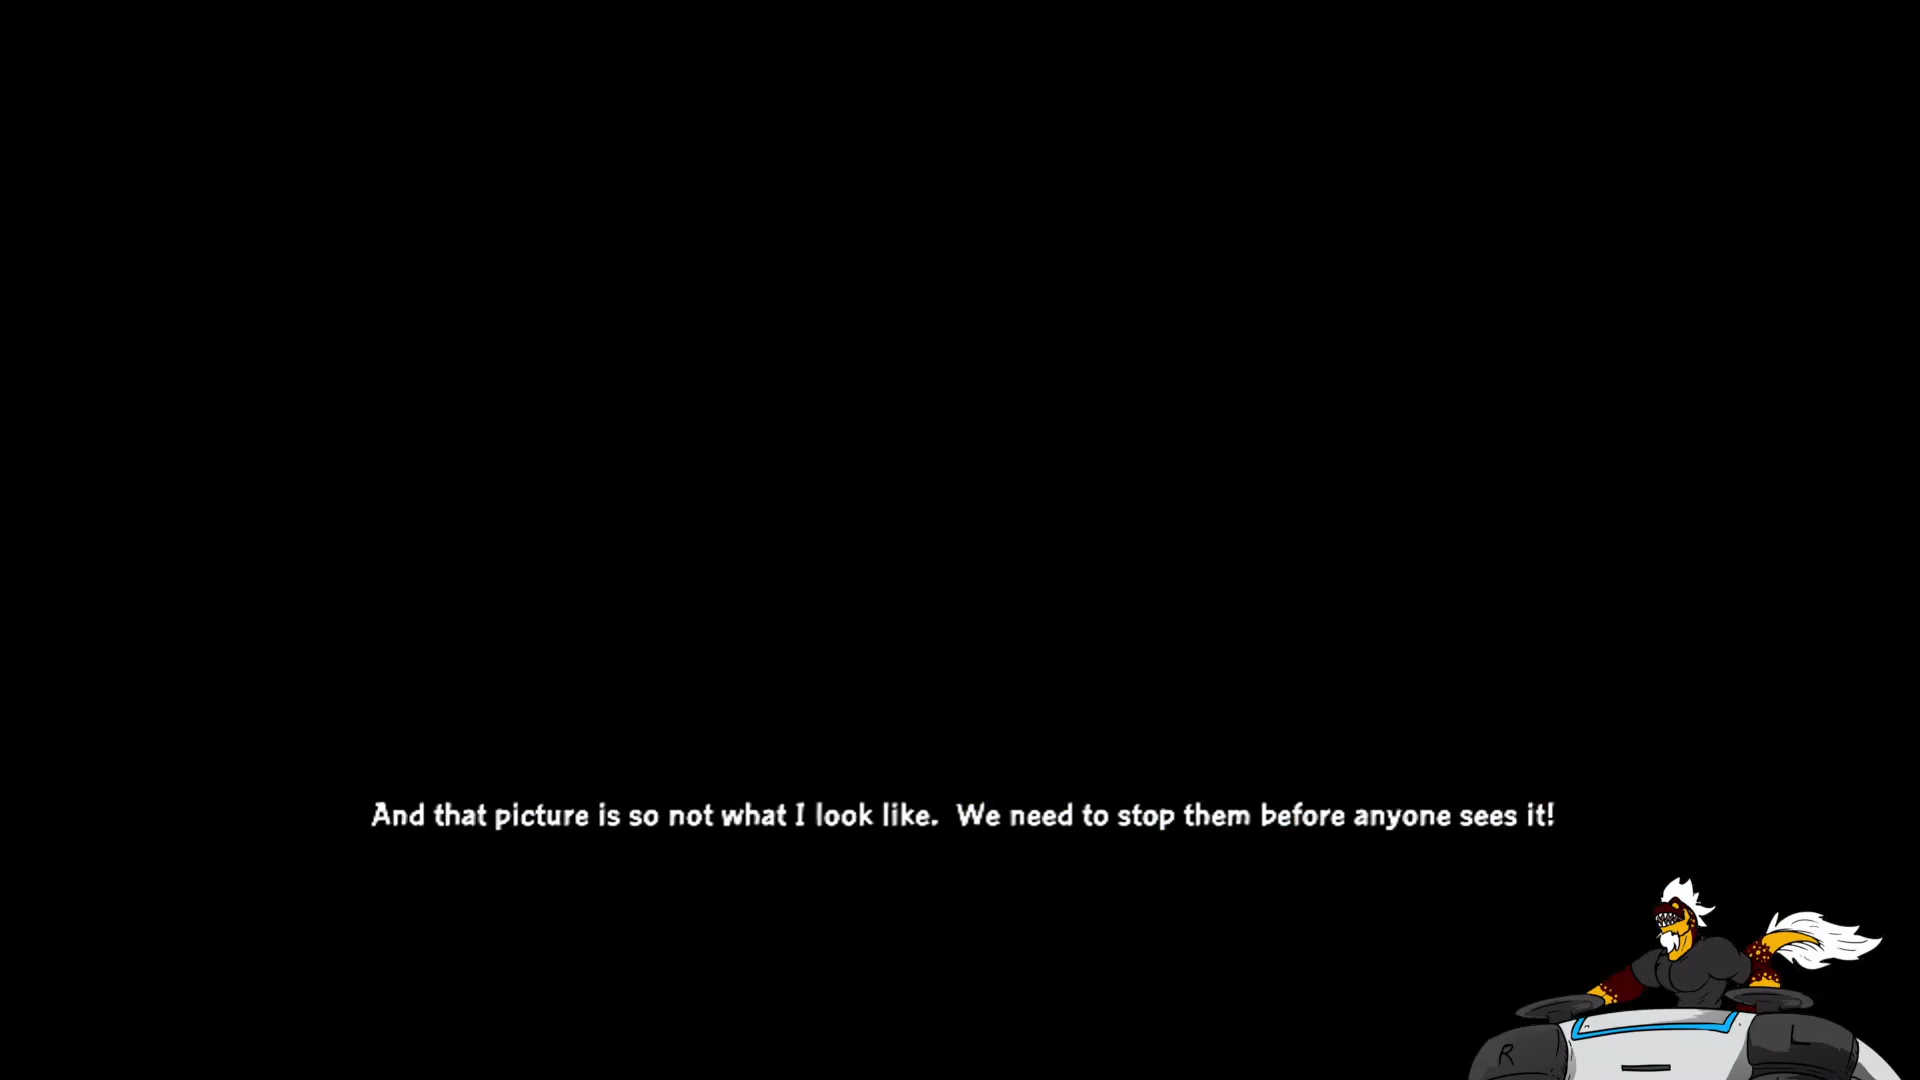 And that picture is so not what I look like.  We need to stop them before anyone sees it!
R
L